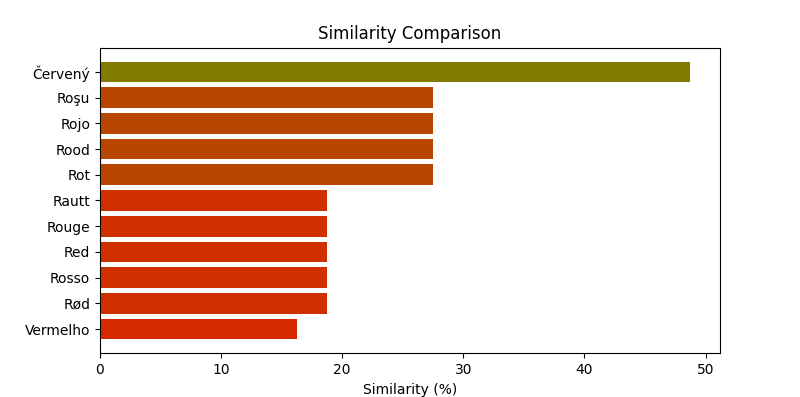 Similarity Comparison
Červený
Roşu
Rojo
Rood
Rot
Rautt
Rouge
Red
Rosso
Rød
Vermelho
0 10 20 30 40 50
Similarity (%)